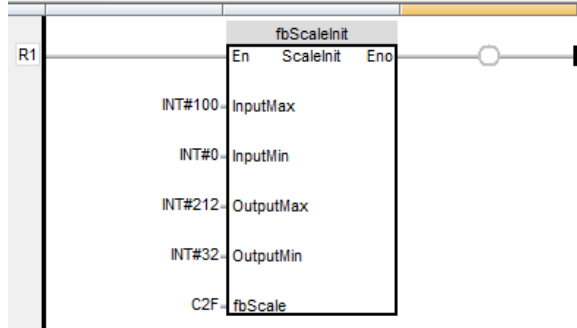 fbScaleInit
R1
En ScaleInit Eno
INT#100 InputMax
INT#0 InputMin
INT#212 OutputMax
INT#32 OutputMin
C2F fbScale